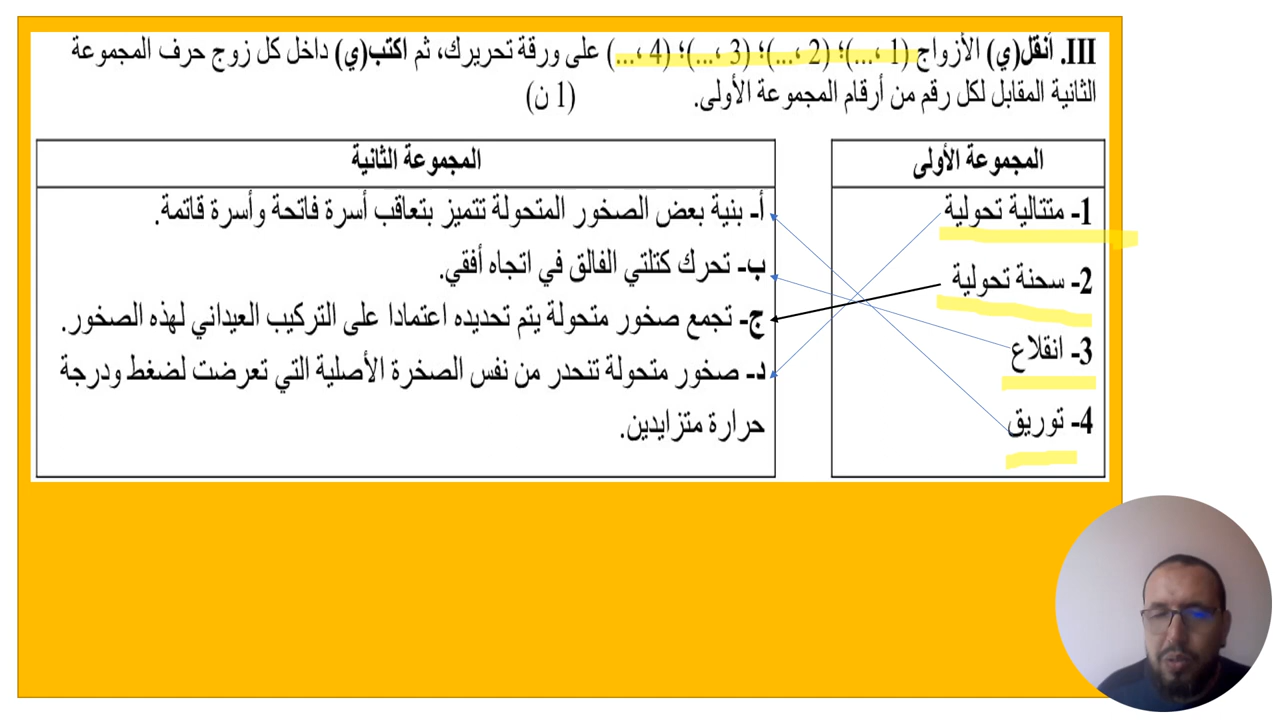 III. أنقل(ي) الأزواج (1 ،...)؛ (2 ،...)؛ (3 ،...)؛ (4 ،...) على ورقة تحريرك، ثم اكتب(ي) داخل كل زوج حرف المجموعة
الثانية المقابل لكل رقم من أرقام المجموعة الأولى. (1 ن)
المجموعة الأولى
1- متتالية تحولية
2- سحنة تحولية
3- انقلاع
4- توريق
المجموعة الثانية
أ- بنية بعض الصخور المتحولة تتميز بتعاقب أسرة فاتحة وأسرة قاتمة.
ب- تحرك كتلتي الفالق في اتجاه أفقي.
ج- تجمع صخور متحولة يتم تحديده اعتمادا على التركيب العيداني لهذه الصخور.
د- صخور متحولة تنحدر من نفس الصخرة الأصلية التي تعرضت لضغط ودرجة
حرارة متزايدين.